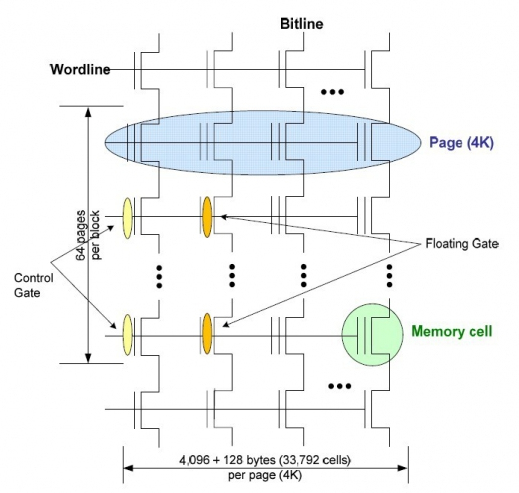 Bitline
Wordline
Page (4K)
64 pages
per block
Floating Gate
Control
Gate
Memory cell
4,096 + 128 bytes (33,792 cells)
per page (4K)